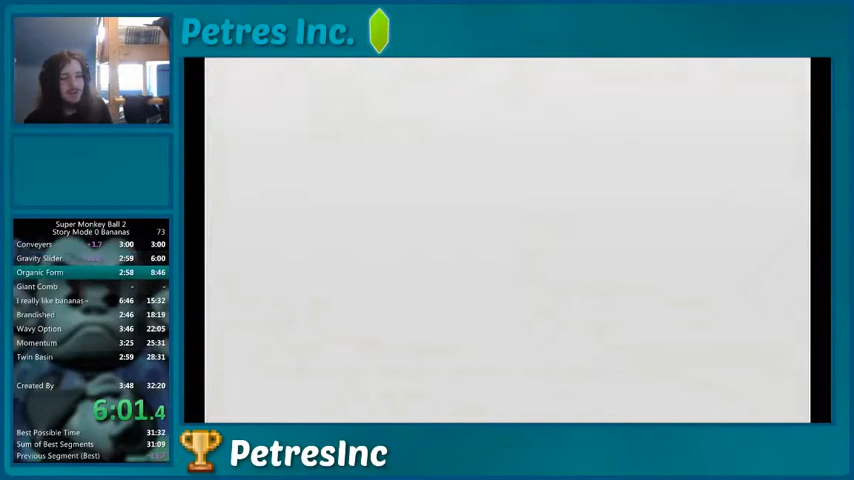 Petres Inc.
Super Monkey Ball 2
Story Mode 0 Bananas 73
Conveyers +1.7 3:00 3:00
Gravity Slider 2:59 6:00
Organic Form 2:58 8:46
Giant Comb - -
I really like bananas~ 6:46 15:32
Brandished 2:46 18:19
Wavy Option 3:46 22:05
Momentum 3:25 25:31
Twin Basin 2:59 28:31
Created By 3:48 32:20
6:01.4
Best Possible Time 31:32
Sum of Best Segments 31:09
Previous Segment (Best)
PetresInc